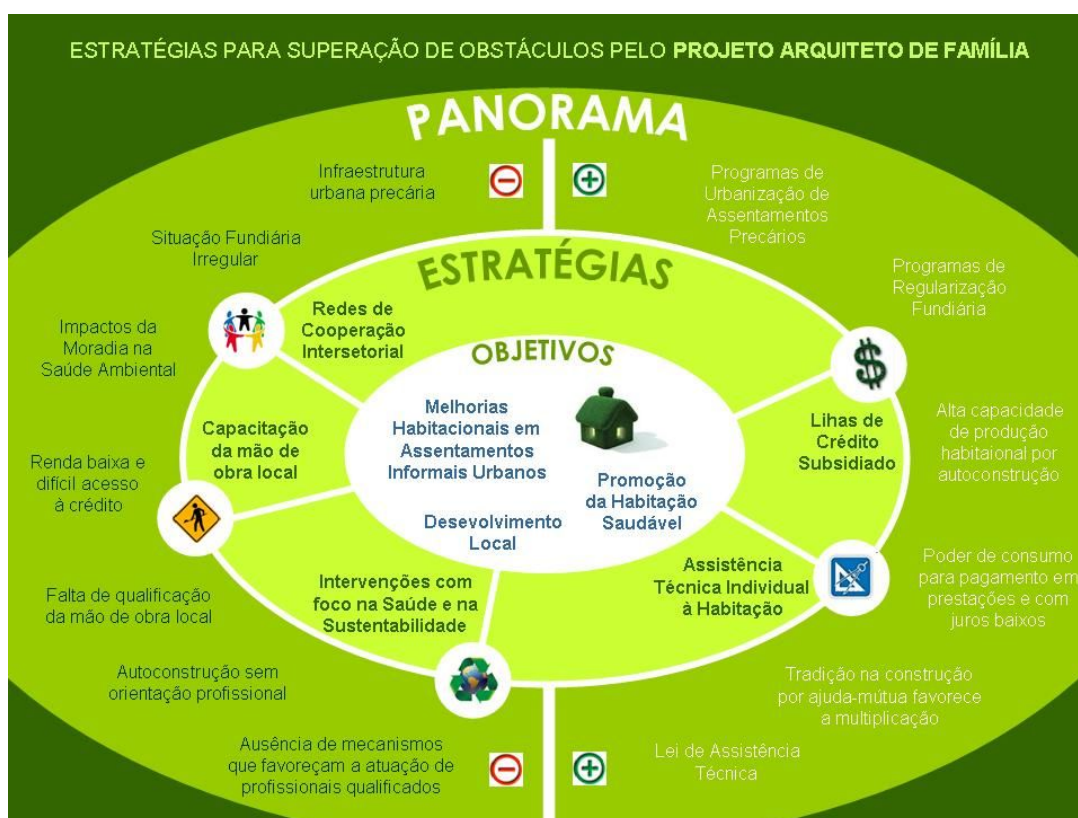 ESTRATÉGIAS PARA SUPERAÇÃO DE OBSTÁCULOS PELO PROJETO ARQUITETO DE FAMÍLIA
PANORAMA
Infraestrutura
urbana precária
Situação Fundiária
Irregular
Impactos da
Moradia na
Saúde Ambiental
Renda baixa e
difícil acesso
à crédito
Falta de qualificação
da mão de obra local
Autoconstrução sem
orientação profissional
Ausência de mecanismos
que favoreçam a atuação de
profissionais qualificados
Programas de
Urbanização de
Assentamentos
Precários
Programas de
Regularização
Fundiária
Alta capacidade
de produção
habitaional por
autoconstrução
Poder de consumo
para pagamento em
prestações e com
juros baixos
Tradição na construção
por ajuda-mútua favorece
a multiplicação
Lei de Assistência
Técnica
ESTRATÉGIAS
Redes de
Cooperação
Intersetorial
Capacitação
da mão de
obra local
Intervenções com
foco na Saúde e na
Sustentabilidade
Assistência
Técnica Individual
à Habitação
$
Lihas de
Crédito
Subsidiado
OBJETIVOS
Melhorias
Habitacionais em
Assentamentos
Informais Urbanos
Promoção
da Habitação
Saudável
Desevolvimento
Local